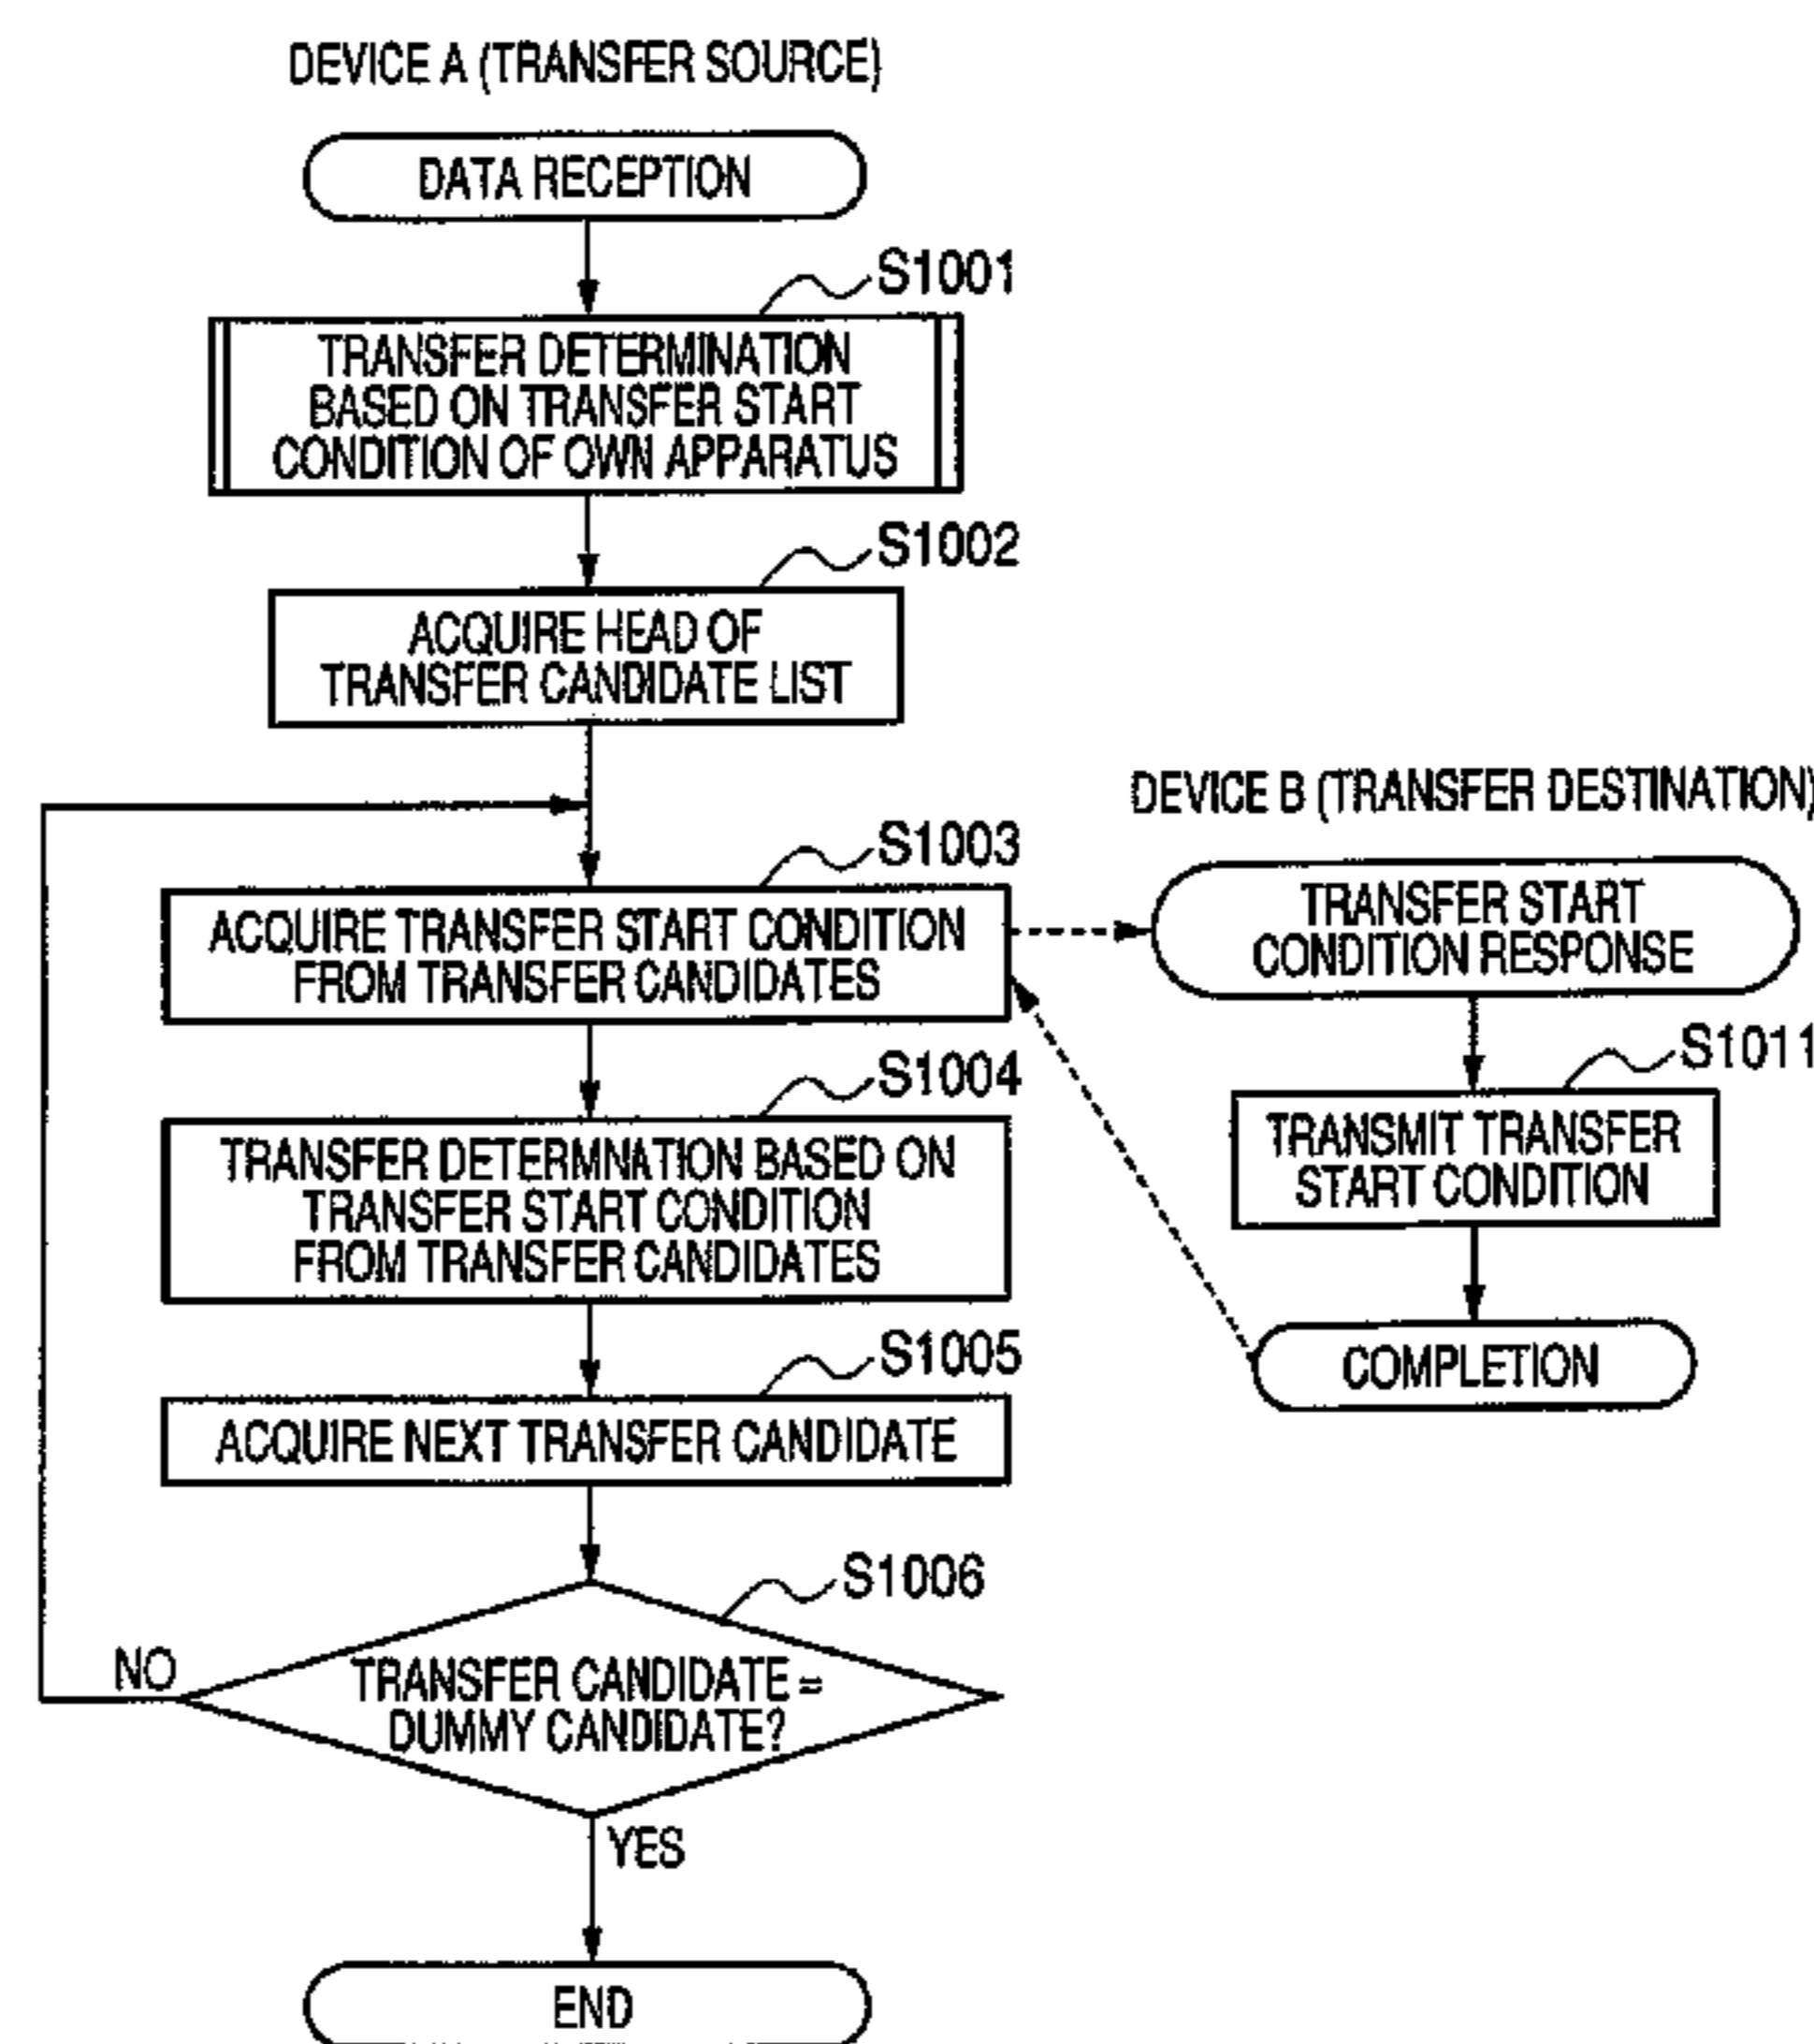 DEVICE A (TRANSFER SOURCE)
DATA RECEPTION
S1001
TRANSFER DETERMINATION
BASED ON TRANSFER START
CONDITION OF OWN APPARATUS
S1002
ACQUIRE HEAD OF
TRANSFER CANDIDATE LIST
DEVICE B (TRANSFER DESTINATION)
S1003
ACQUIRE TRANSFER START CONDITION
FROM TRANSFER CANDIDATES
TRANSFER START
CONDITION RESPONSE
S1011
TRANSMIT TRANSFER
START CONDITION
COMPLETION
S1004
TRANSFER DETERMNATION BASED ON
TRANSFER START CONDITION
FROM TRANSFER CANDIDATES
S1005
ACQUIRE NEXT TRANSFER CANDIDATE
S1006
TRANSFER CANDIDATE =
DUMMY CANDIDATE?
NO
YES
END